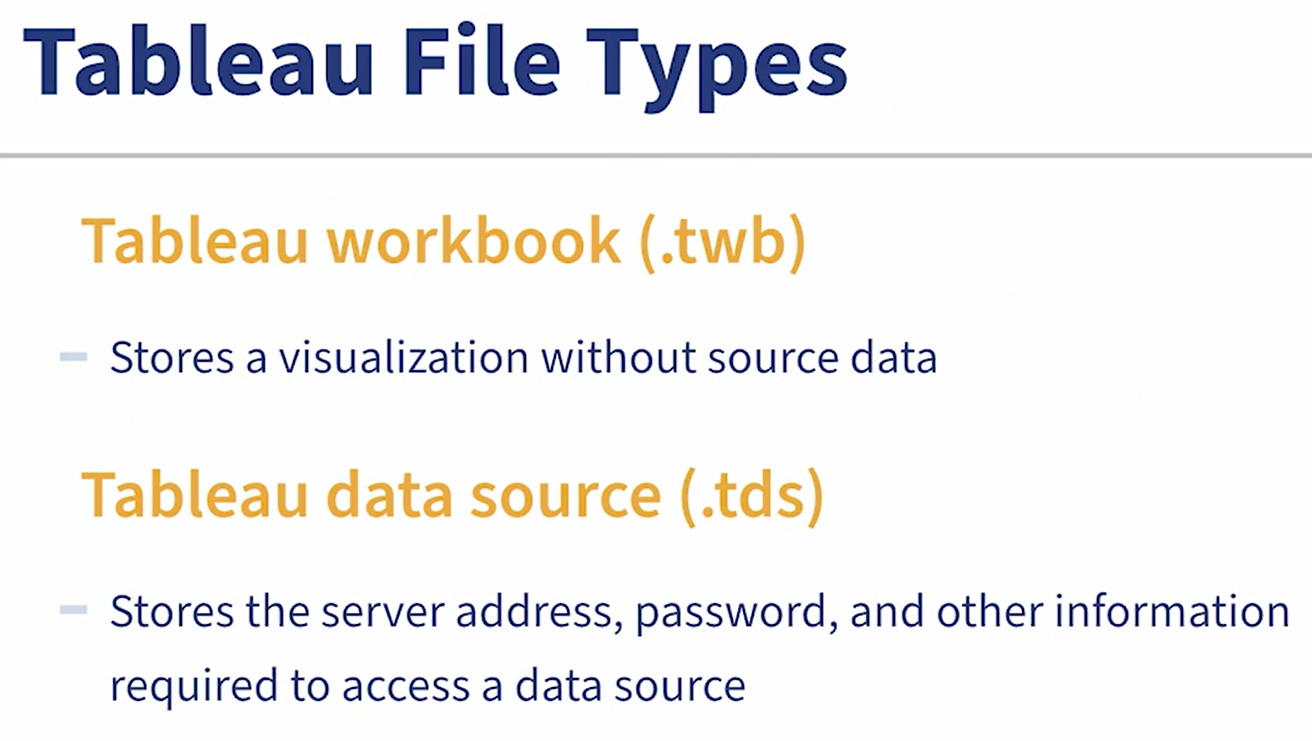 Tableau File Types
Tableau workbook (.twb)
Stores a visualization without source data
Tableau data source (.tds)
Stores the server address, password, and other information
required to access a data source